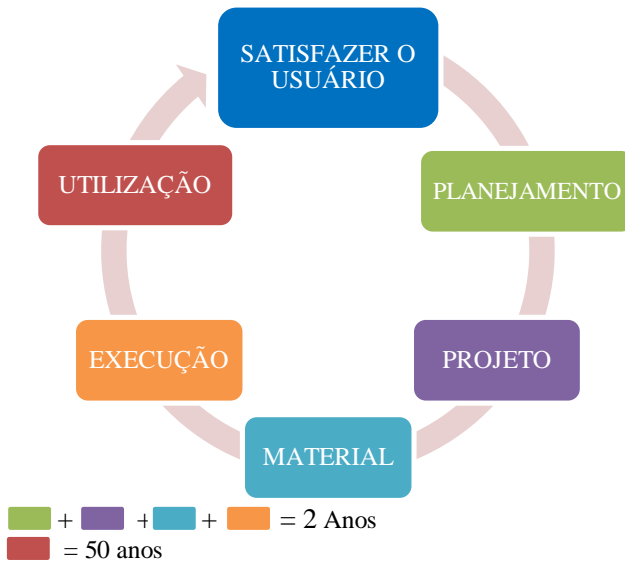 SATISFAZER O
USUÁRIO
UTILIZAÇÃO
PLANEJAMENTO
EXECUÇÃO
PROJETO
MATERIAL
+ + + = 2 Anos
= 50 anos